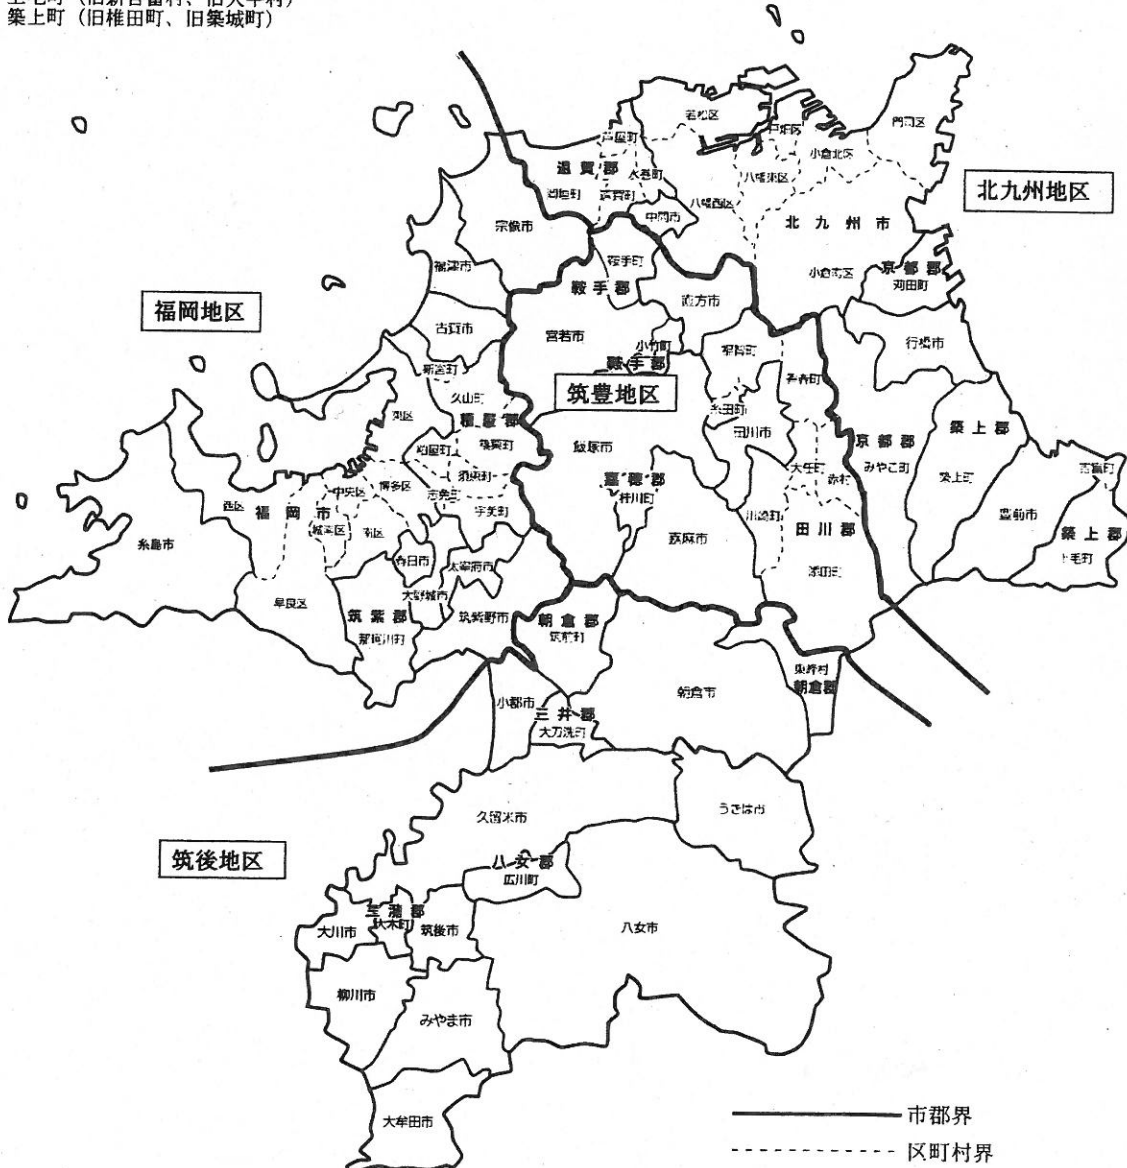 築上町（旧椎田町、旧築城町）
北九州地区
福岡地区
筑豊地区
筑後地区
門司区
若松区
戸畑区
小倉北区
八幡東区
八幡西区
北九州市
小倉南区
芦屋町
遠賀郡
水巻町
岡垣町
遠賀町
中間市
京都郡
苅田町
行橋市
宗像市
福津市
古賀市
鞍手町
鞍手郡
直方市
宮若市
小竹町
鞍手郡
福智町
香春町
糸田町
田川市
新宮町
久山町
粕屋郡
篠栗町
粕屋町
須恵町
志免町
宇美町
東区
博多区
中央区
西区
福岡市
城南区
南区
早良区
糸島市
春日市
大野城市
太宰府市
筑紫野市
筑紫郡
那珂川町
飯塚市
嘉穂郡
桂川町
嘉麻市
大任町
赤村
川崎町
田川郡
添田町
京都郡
みやこ町
築上郡
築上町
豊前市
吉富町
築上郡
上毛町
朝倉郡
筑前町
東峰村
朝倉郡
朝倉市
小郡市
三井郡
大刀洗町
久留米市
うきは市
八女郡
広川町
三潴郡
大木町
大川市
筑後市
八女市
柳川市
みやま市
大牟田市
市郡界
区町村界